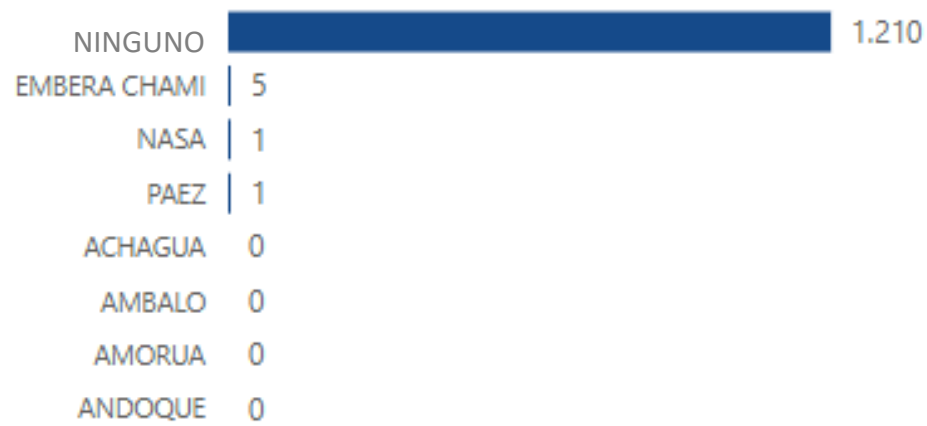 NINGUNO 1.210
EMBERA CHAMI 5
NASA 1
PAEZ 1
ACHAGUA 0
AMBALO 0
AMORUA 0
ANDOQUE 0